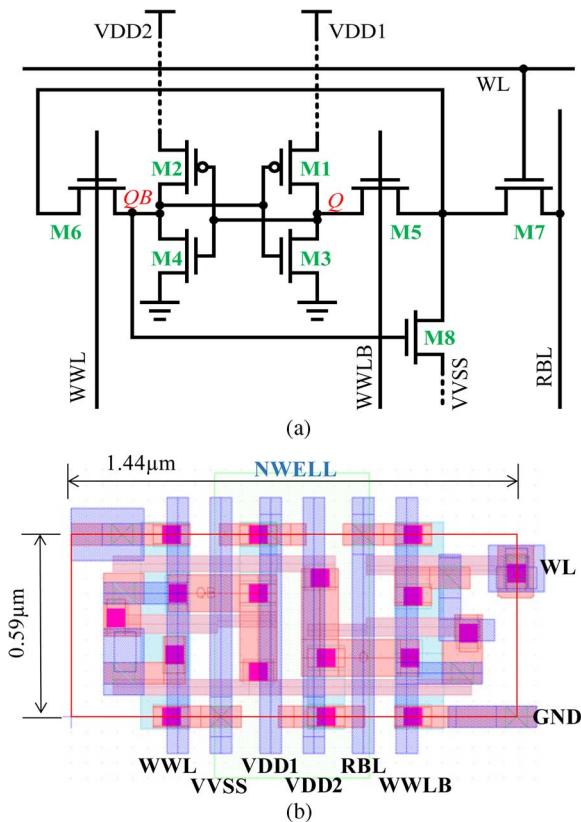 VDD2 VDD1
WL
M2 M1
QB Q
M6 M5 M7
M4 M3
M8
WWL WWLB VVSS RBL
(a)
1.44µm NWELL
WL
0.59µm
QB
Q
GND
WWL VDD1 RBL
VVSS VDD2 WWLB
(b)